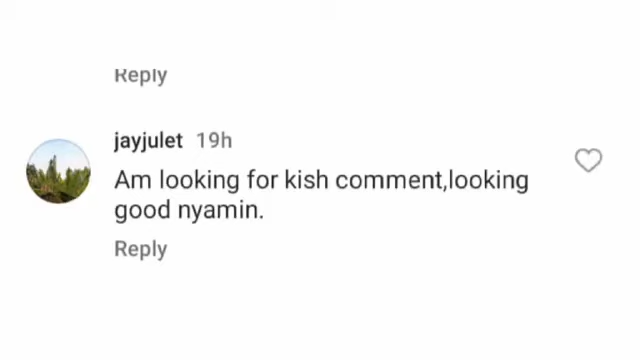 Reply
jayjulet 19h
Am looking for kish comment,looking
good nyamin.
Reply